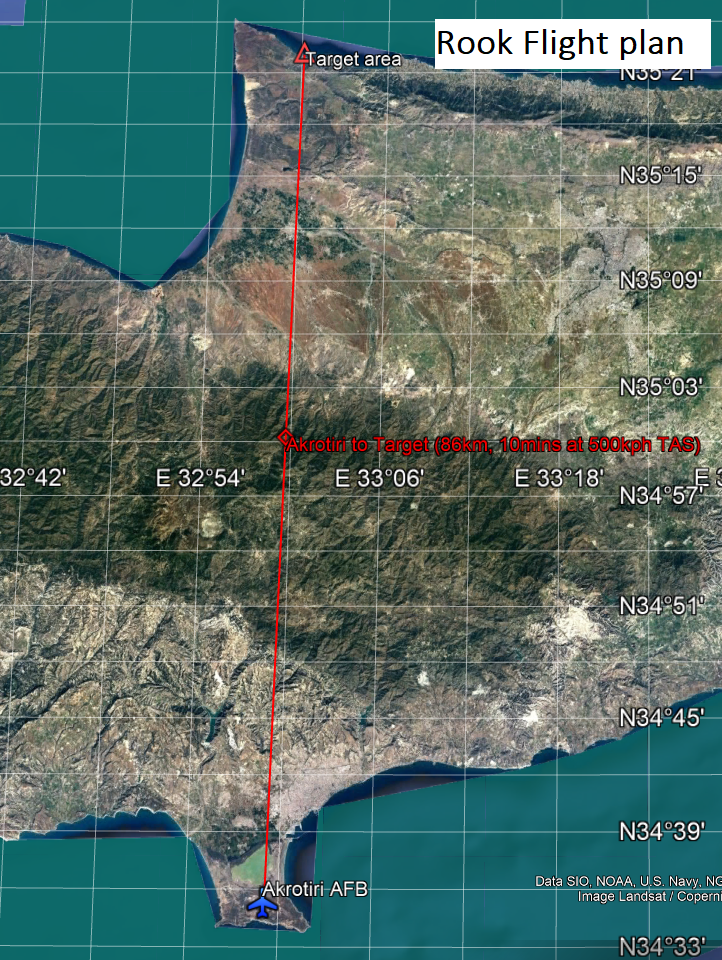 Rook Flight plan
Target area
N35°21'
N35°15'
N35°09'
N35°03'
Akrotiri to Target (86km, 10mins at 500kph TAS)
32°42'
E 32°54'
E 33°06'
E 33°18'
N34°57'
N34°51'
N34°45'
N34°39'
Akrotiri AFB
Data SIO, NOAA, U.S. Navy,
Image Landsat /
N34°33'